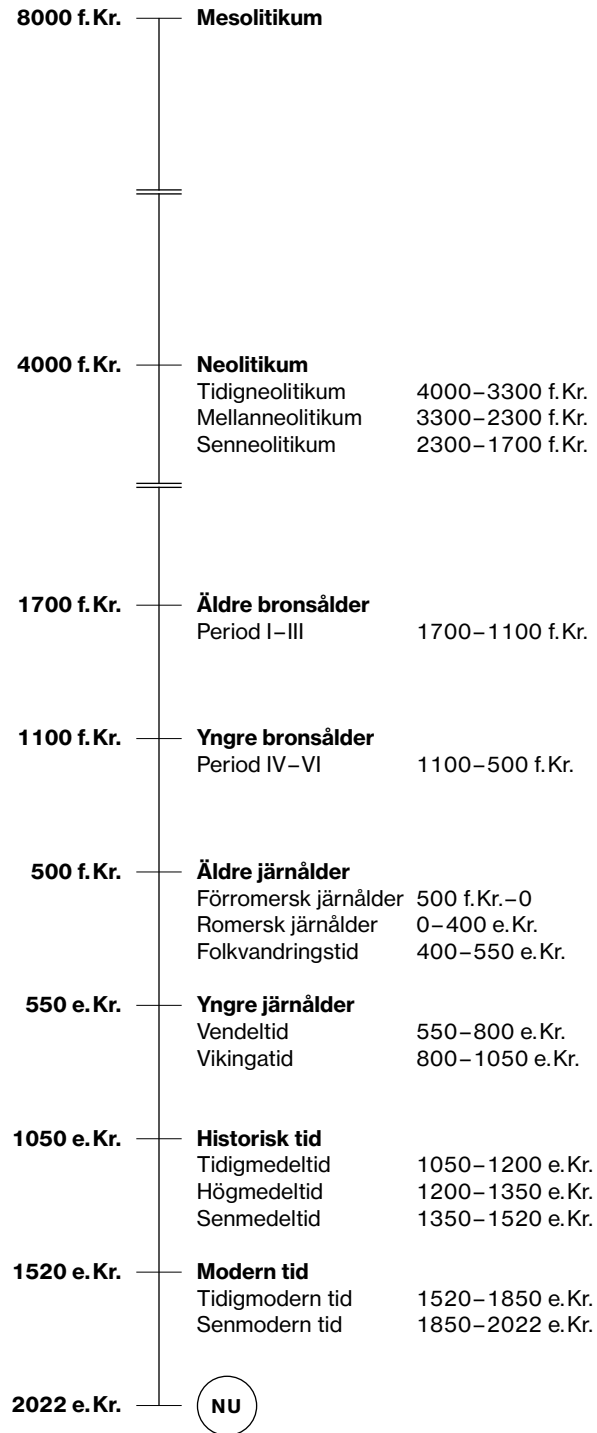 8000 f.Kr. Mesolitikum
4000 f.Kr. Neolitikum
Tidigneolitikum 4000–3300 f.Kr.
Mellanneolitikum 3300–2300 f.Kr.
Senneolitikum 2300–1700 f.Kr.
1700 f.Kr. Äldre bronsålder
Period I–III 1700–1100 f.Kr.
1100 f.Kr. Yngre bronsålder
Period IV–VI 1100–500 f.Kr.
500 f.Kr. Äldre järnålder
Förromersk järnålder 500 f.Kr.–0
Romersk järnålder 0–400 e.Kr.
Folkvandringstid 400–550 e.Kr.
550 e.Kr. Yngre järnålder
Vendeltid 550–800 e.Kr.
Vikingatid 800–1050 e.Kr.
1050 e.Kr. Historisk tid
Tidigmedeltid 1050–1200 e.Kr.
Högmedeltid 1200–1350 e.Kr.
Senmedeltid 1350–1520 e.Kr.
1520 e.Kr. Modern tid
Tidigmodern tid 1520–1850 e.Kr.
Senmodern tid 1850–2022 e.Kr.
2022 e.Kr. NU